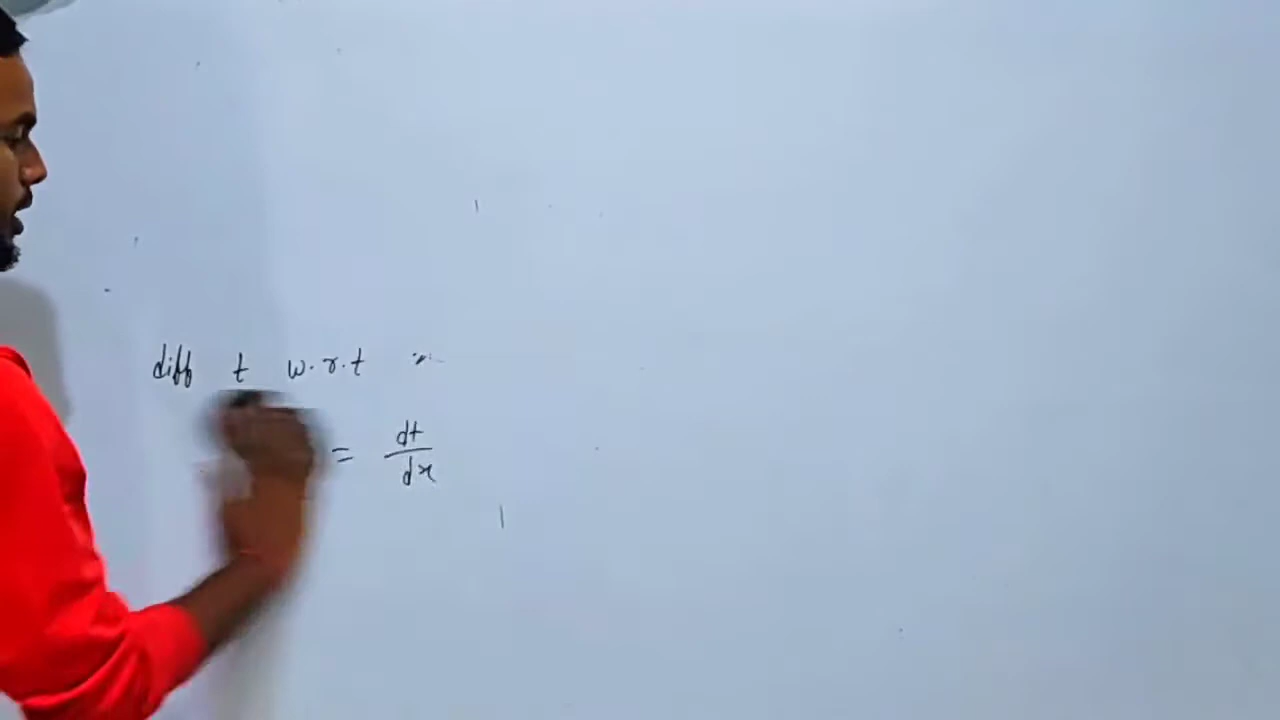 diff t w.r.t x
= dt/dx